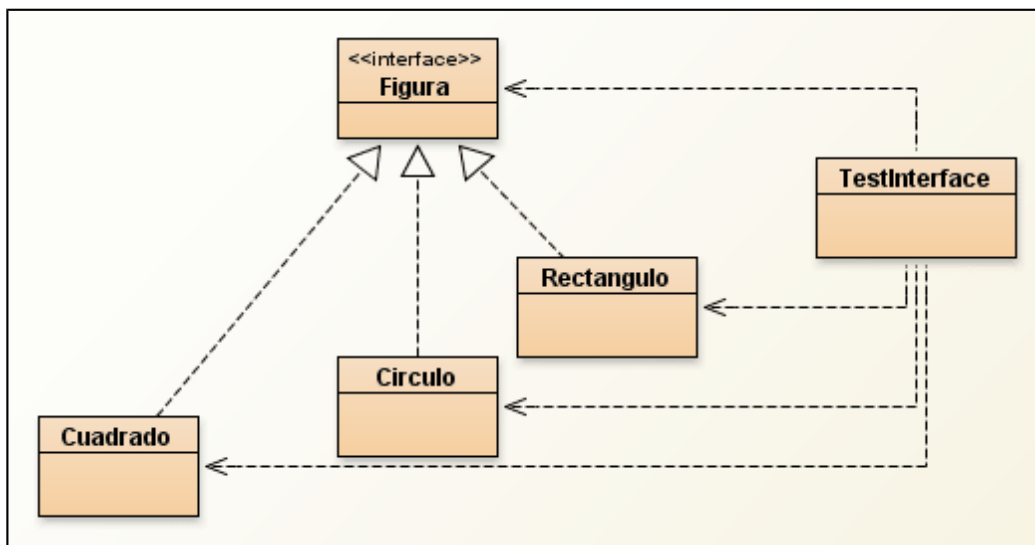 <<interface>>
Figura
TestInterface
Rectangulo
Circulo
Cuadrado